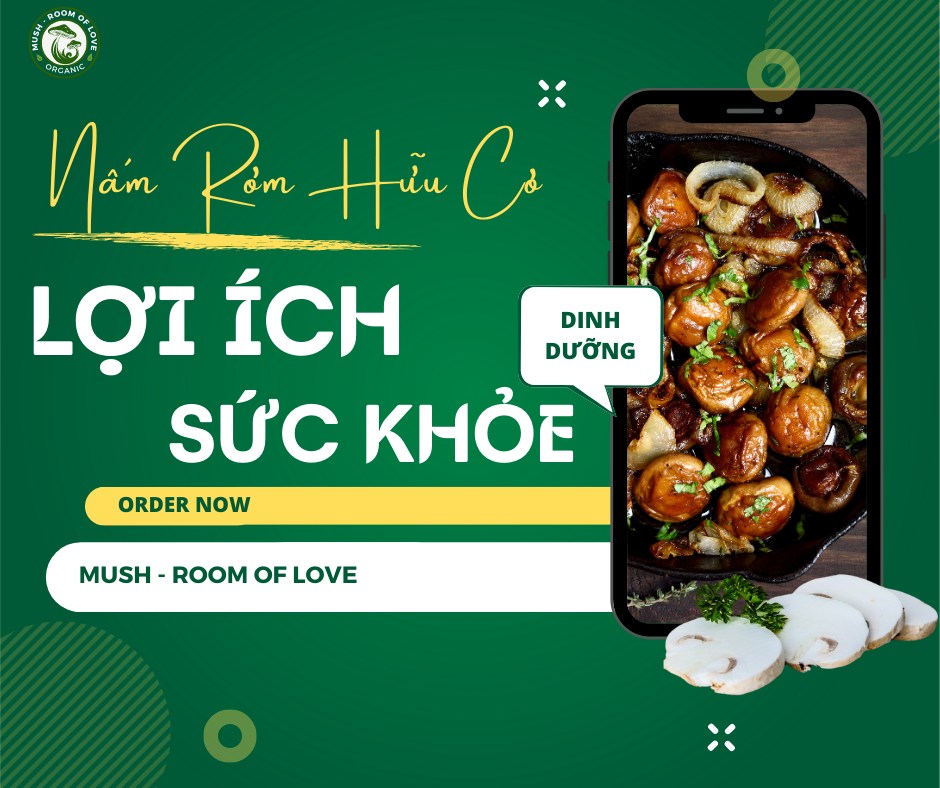 MUSH - ROOM OF LOVE
ORGANIC
Nấm Rơm Hữu Cơ
LỢI ÍCH
SỨC KHỎE
DINH
DƯỠNG
ORDER NOW
MUSH - ROOM OF LOVE